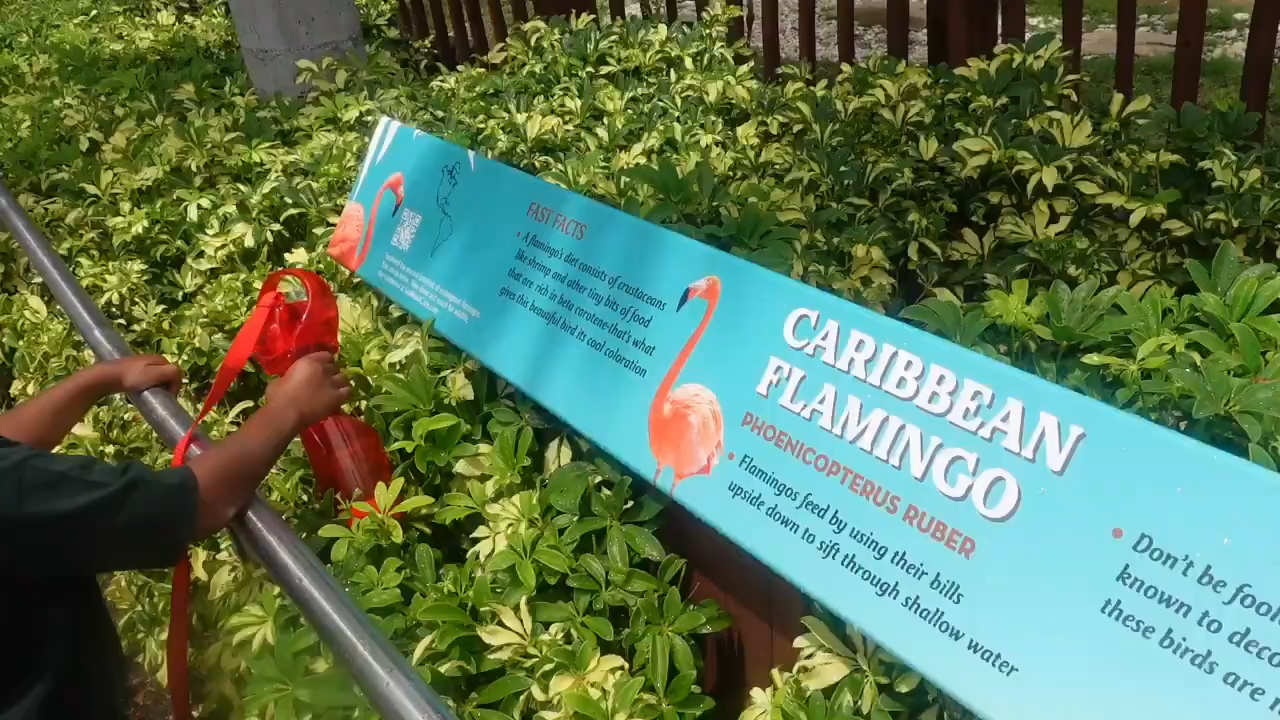 FAST FACTS
• A flamingo's diet consists of crustaceans
like shrimp and other tiny bits of food
that are rich in beta carotene-that's what
gives this beautiful bird its cool coloration
CARIBBEAN
FLAMINGO
PHOENICOPTERUS RUBER
• Flamingos feed by using their bills
upside down to sift through shallow water
• Don't be
known to
these birds are